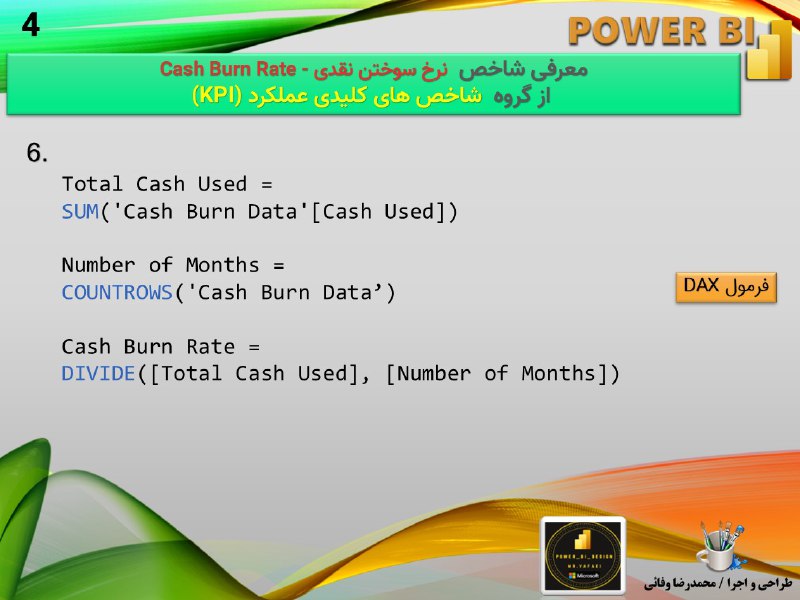 4
POWER BI
معرفی شاخص نرخ سوختن نقدی - Cash Burn Rate
از گروه شاخص های کلیدی عملکرد (KPI)
6.
Total Cash Used =
SUM('Cash Burn Data'[Cash Used])
Number of Months =
COUNTROWS('Cash Burn Data’)
فرمول DAX
Cash Burn Rate =
DIVIDE([Total Cash Used], [Number of Months])
POWER_BI_DESIGN
MR.VAFAEI
Microsoft
طراحی و اجرا / محمدرضا وفائی